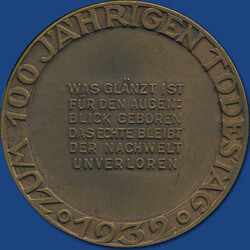 ZUM 100 JÄHRIGEN TODESTAG
1932
WAS GLÄNZT IST
FÜR DEN AUGEN=
BLICK GEBOREN
DAS ECHTE BLEIBT
DER NACHWELT
UNVERLOREN